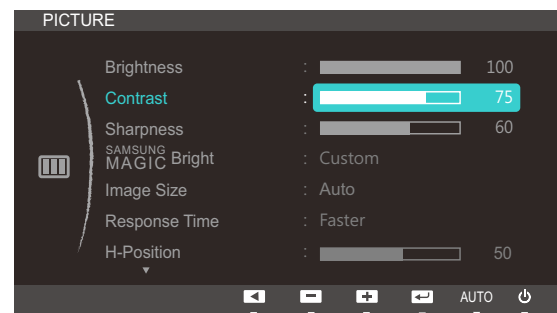 PICTURE
Brightness : 100
Contrast : 75
Sharpness : 60
SAMSUNG
MAGIC Bright : Custom
Image Size : Auto
Response Time : Faster
H-Position : 50
AUTO